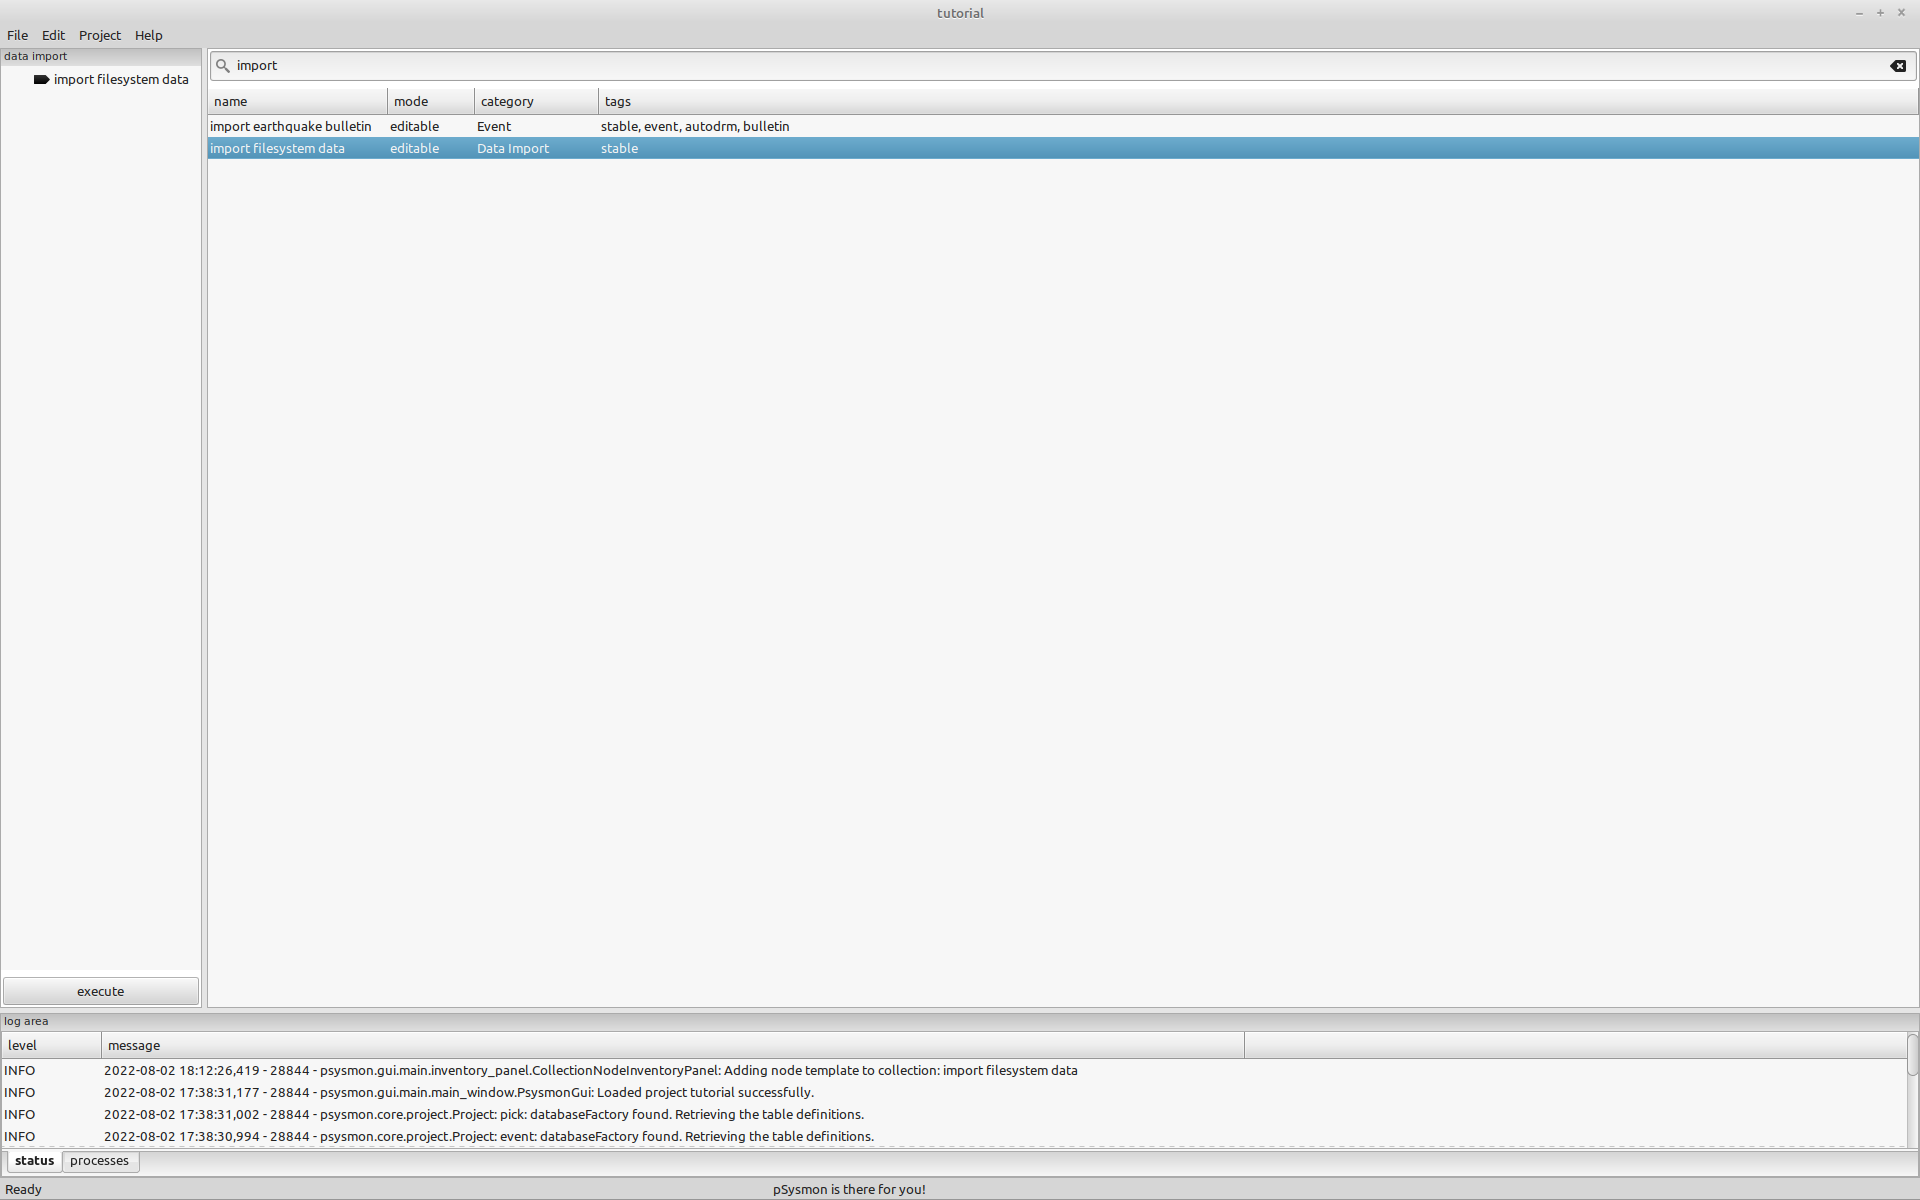 tutorial
File Edit Project Help
data import
import filesystem data
import
name mode category tags
import earthquake bulletin editable Event stable, event, autodrm, bulletin
import filesystem data editable Data Import stable
execute
log area
level message
INFO 2022-08-02 18:12:26,419 - 28844 - psysmon.gui.main.inventory_panel.CollectionNodeInventoryPanel: Adding node template to collection: import filesystem data
INFO 2022-08-02 17:38:31,177 - 28844 - psysmon.gui.main.main_window.PsysmonGui: Loaded project tutorial successfully.
INFO 2022-08-02 17:38:31,002 - 28844 - psysmon.core.project.Project: pick: databaseFactory found. Retrieving the table definitions.
INFO 2022-08-02 17:38:30,994 - 28844 - psysmon.core.project.Project: event: databaseFactory found. Retrieving the table definitions.
status processes
Ready pSysmon is there for you!